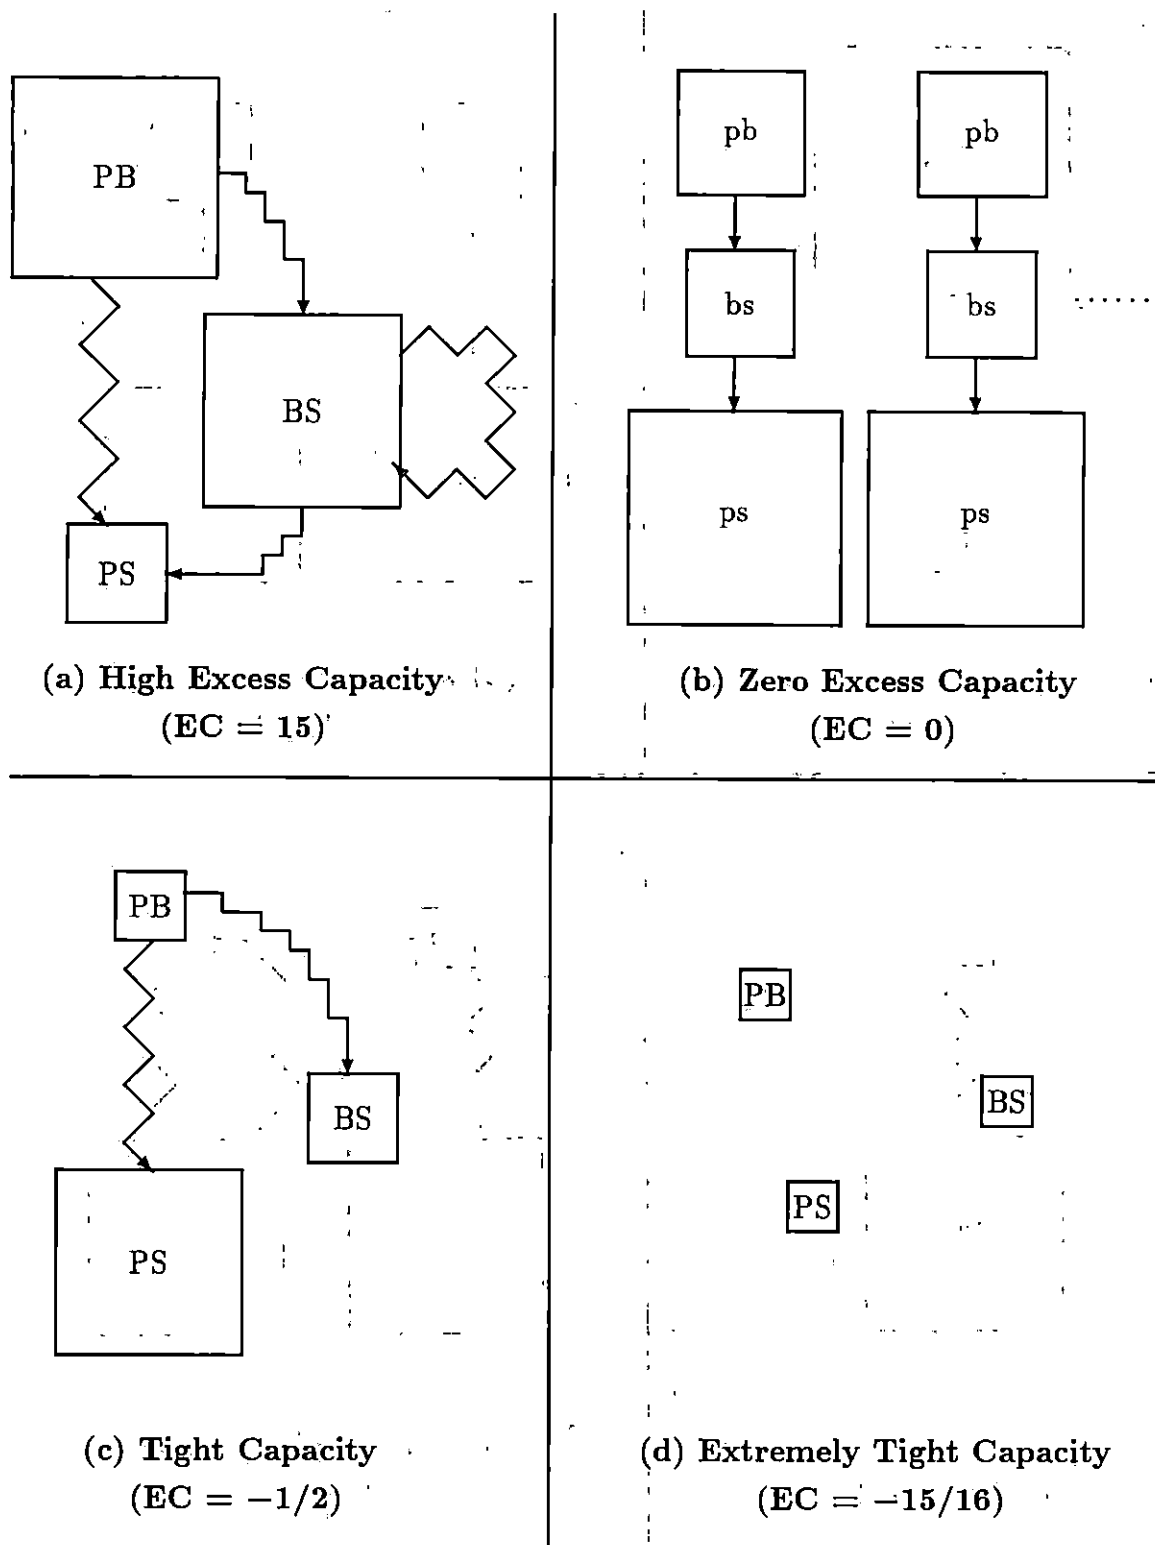 PB
BS
PS
(a) High Excess Capacity
(EC = 15)
pb
pb
bs
bs
ps
ps
(b) Zero Excess Capacity
(EC = 0)
PB
BS
PS
(c) Tight Capacity
(EC = −1/2)
PB
BS
PS
(d) Extremely Tight Capacity
(EC = −15/16)